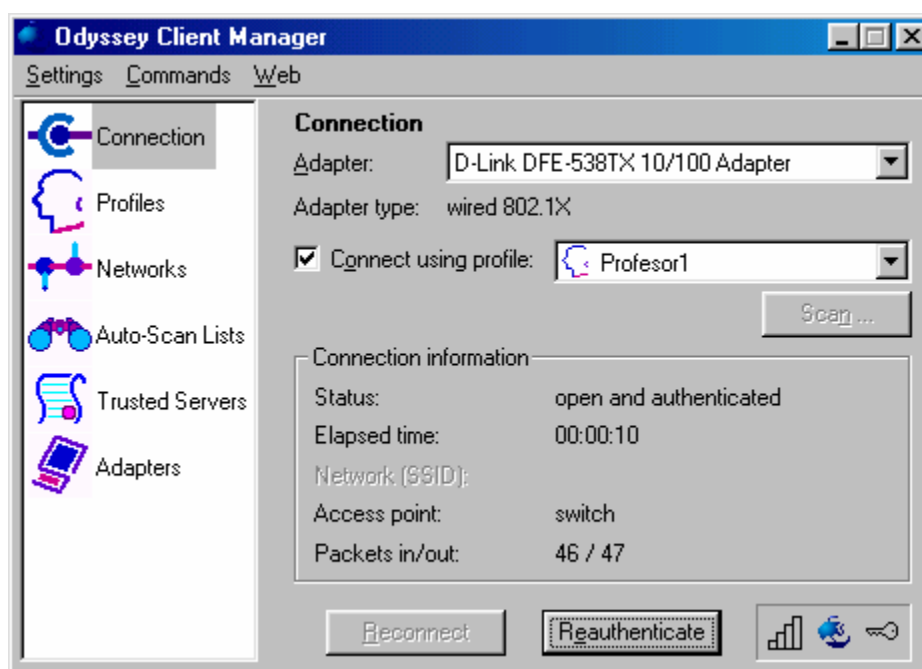 Odyssey Client Manager
Settings Commands Web
Connection
Profiles
Networks
Auto-Scan Lists
Trusted Servers
Adapters
Connection
Adapter: D-Link DFE-538TX 10/100 Adapter
Adapter type: wired 802.1X
Connect using profile: Profesor1
Scan ...
Connection information
Status: open and authenticated
Elapsed time: 00:00:10
Network (SSID):
Access point: switch
Packets in/out: 46 / 47
Reconnect Reauthenticate